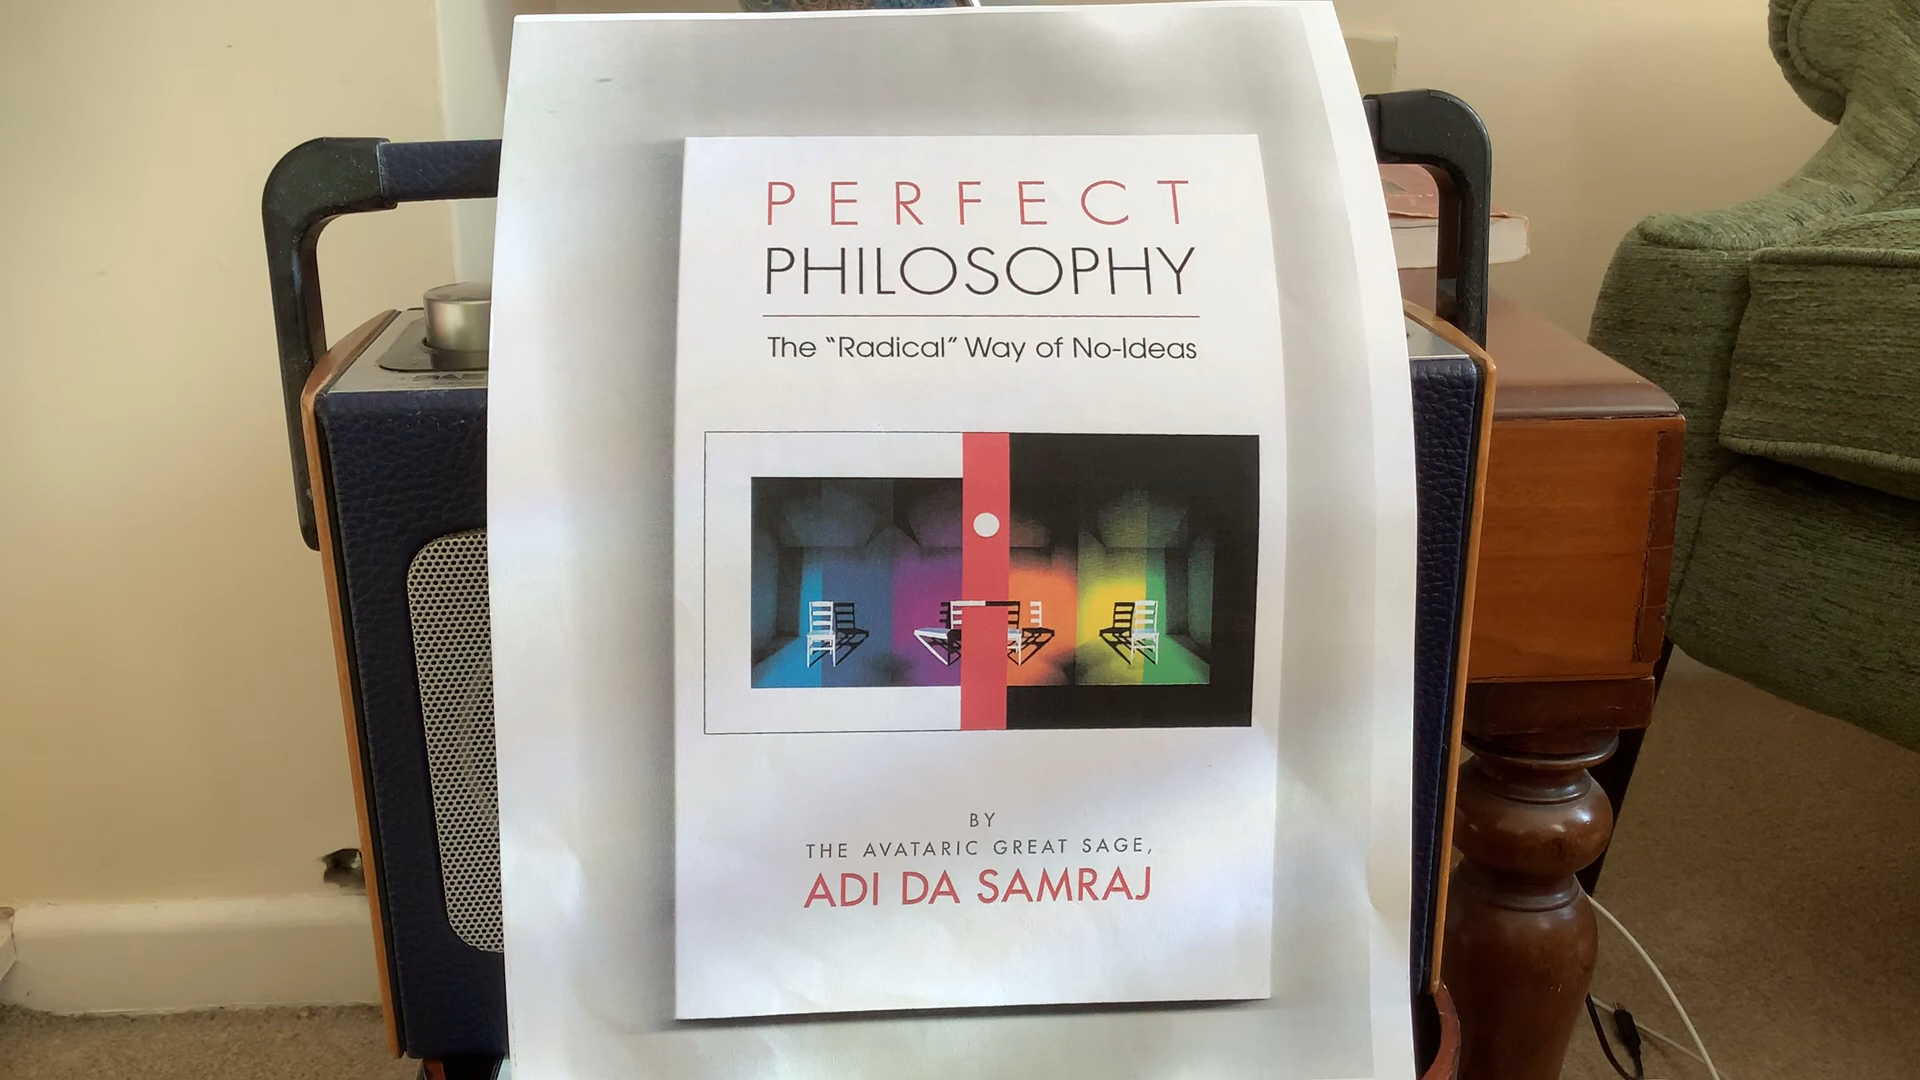 PERFECT
PHILOSOPHY
The “Radical” Way of No-Ideas
BY
THE AVATARIC GREAT SAGE,
ADI DA SAMRAJ